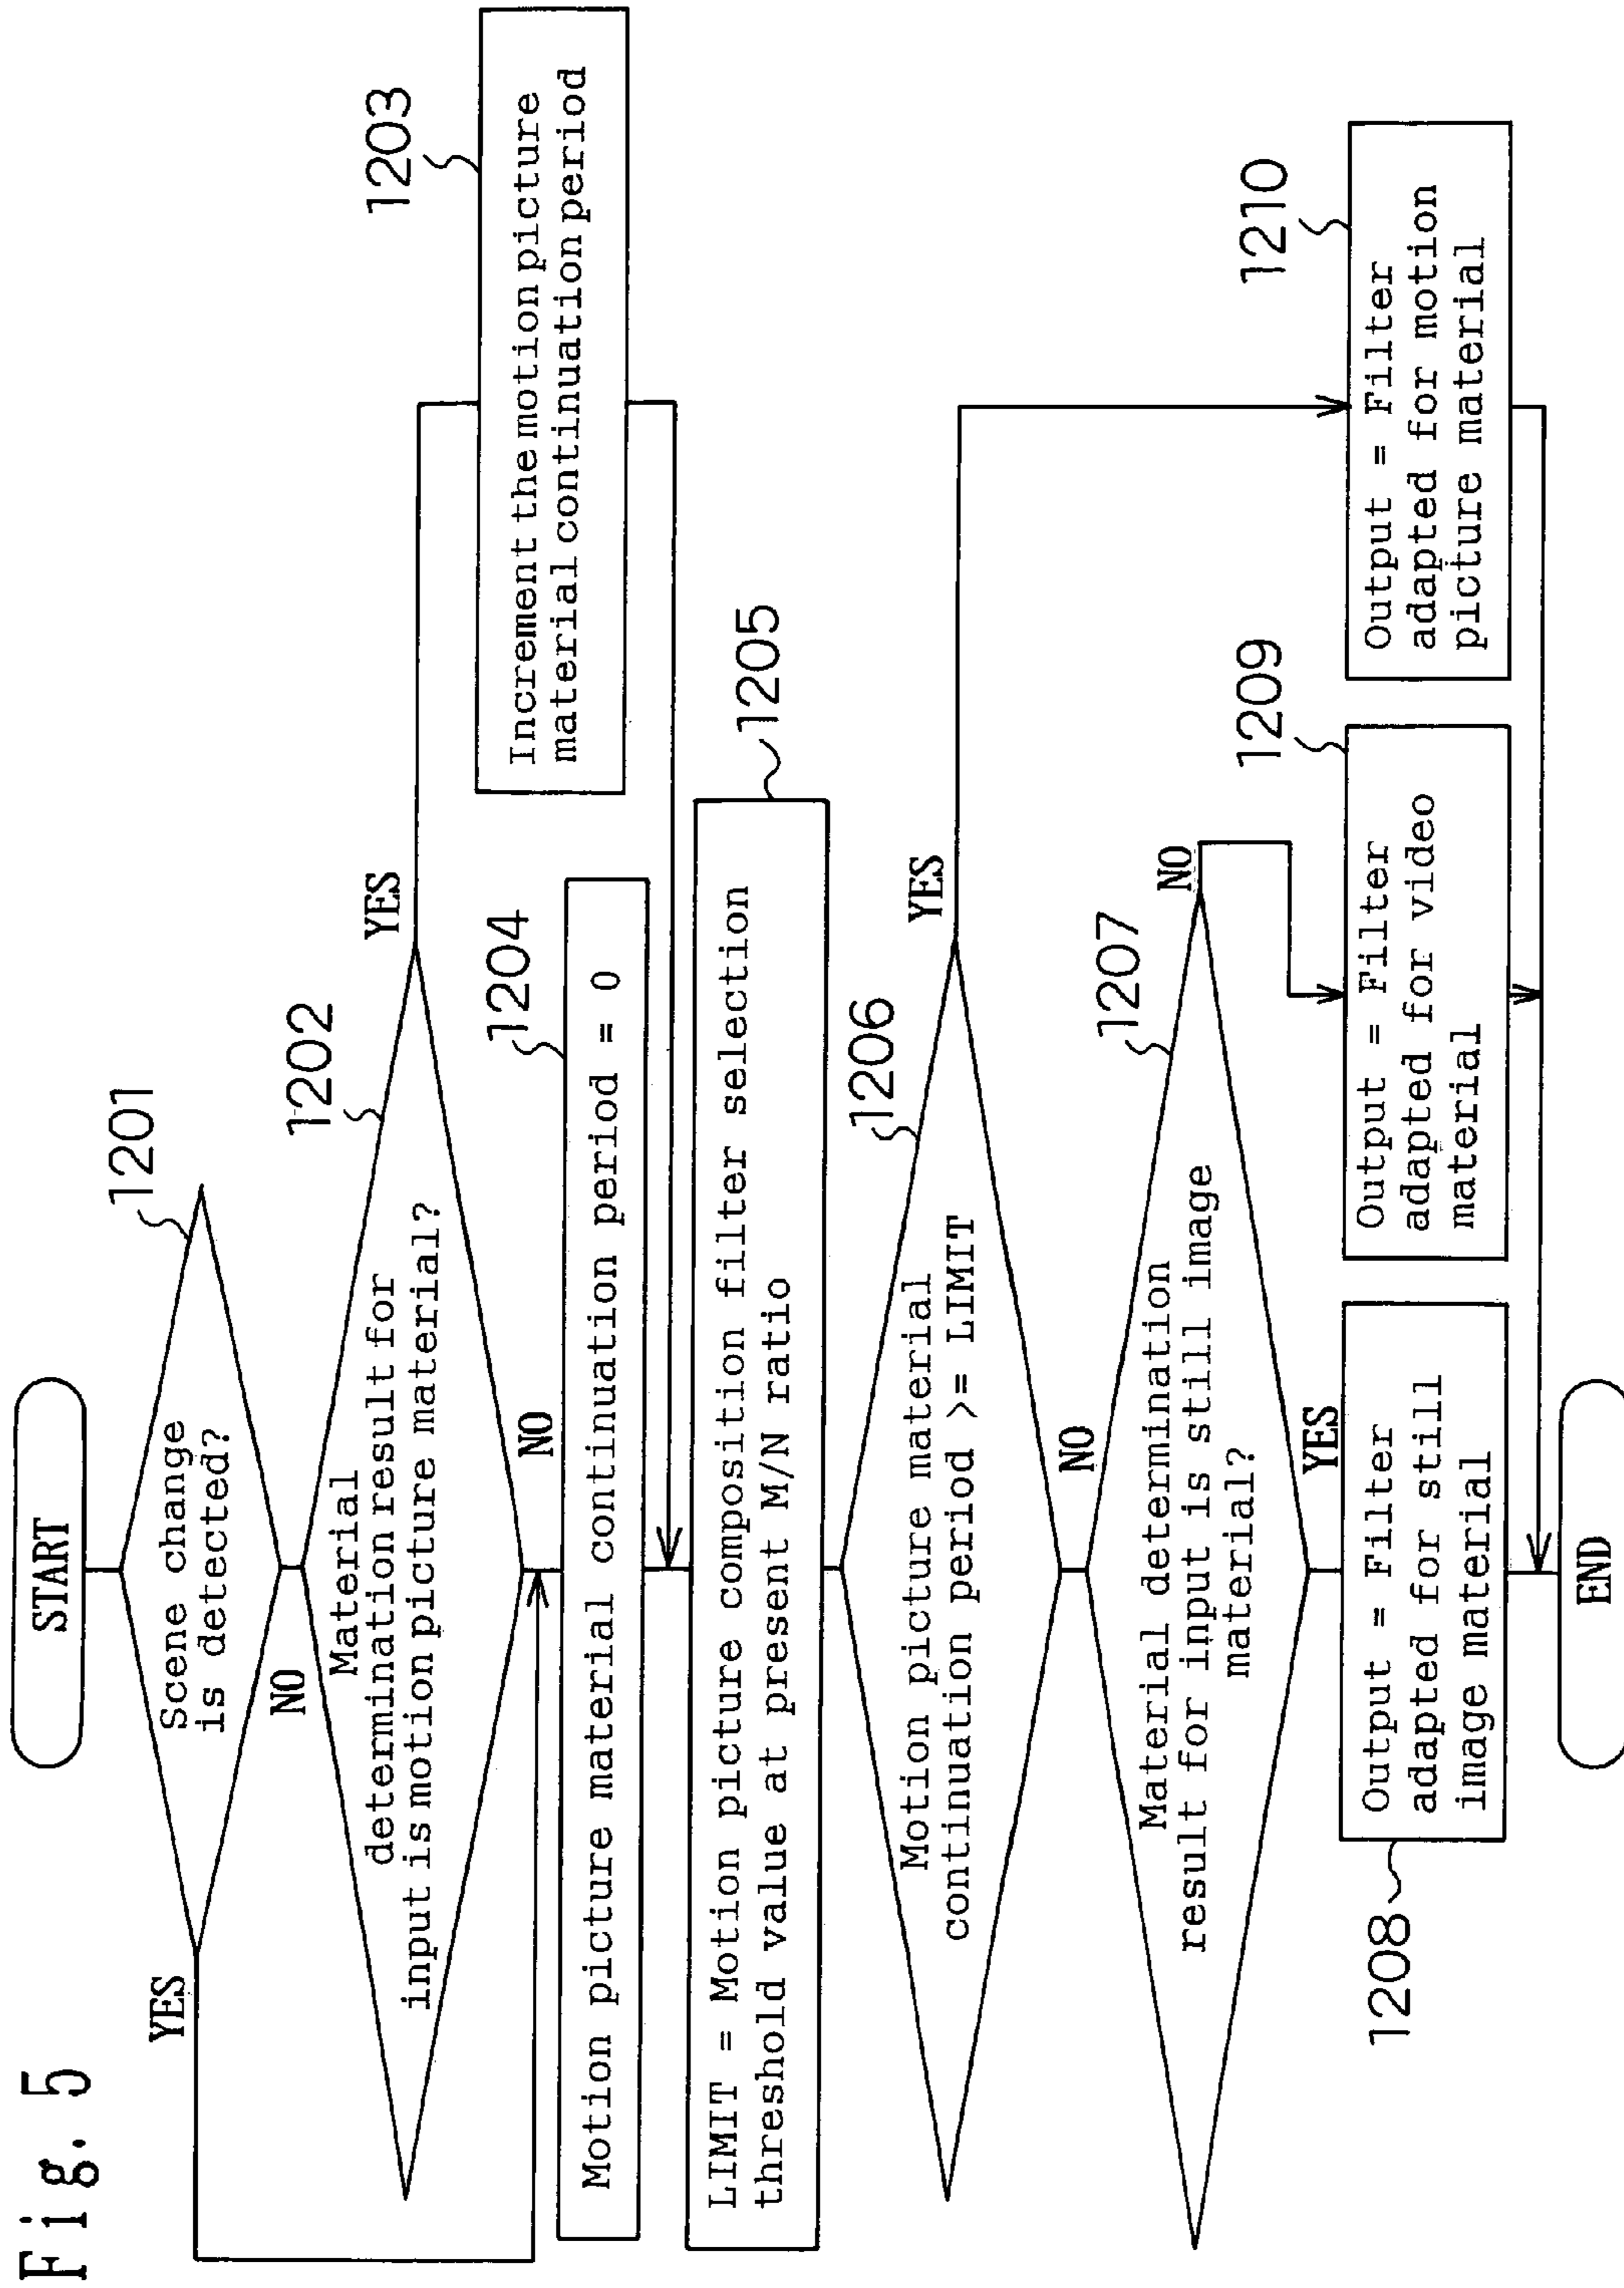 Fig. 5
START
1201
Scene change
is detected?
YES
NO
1202
Material
determination result for
input is motion picture material?
YES
NO
1203
Increment the motion picture
material continuation period
1204
Motion picture material continuation period = 0
1205
LIMIT = Motion picture composition filter selection
threshold value at present M/N ratio
1206
Motion picture material
continuation period >= LIMIT
YES
NO
1207
Material determination
result for input is still image
material?
NO
YES
1208
Output = Filter
adapted for still
image material
1209
Output = Filter
adapted for video
material
1210
Output = Filter
adapted for motion
picture material
END